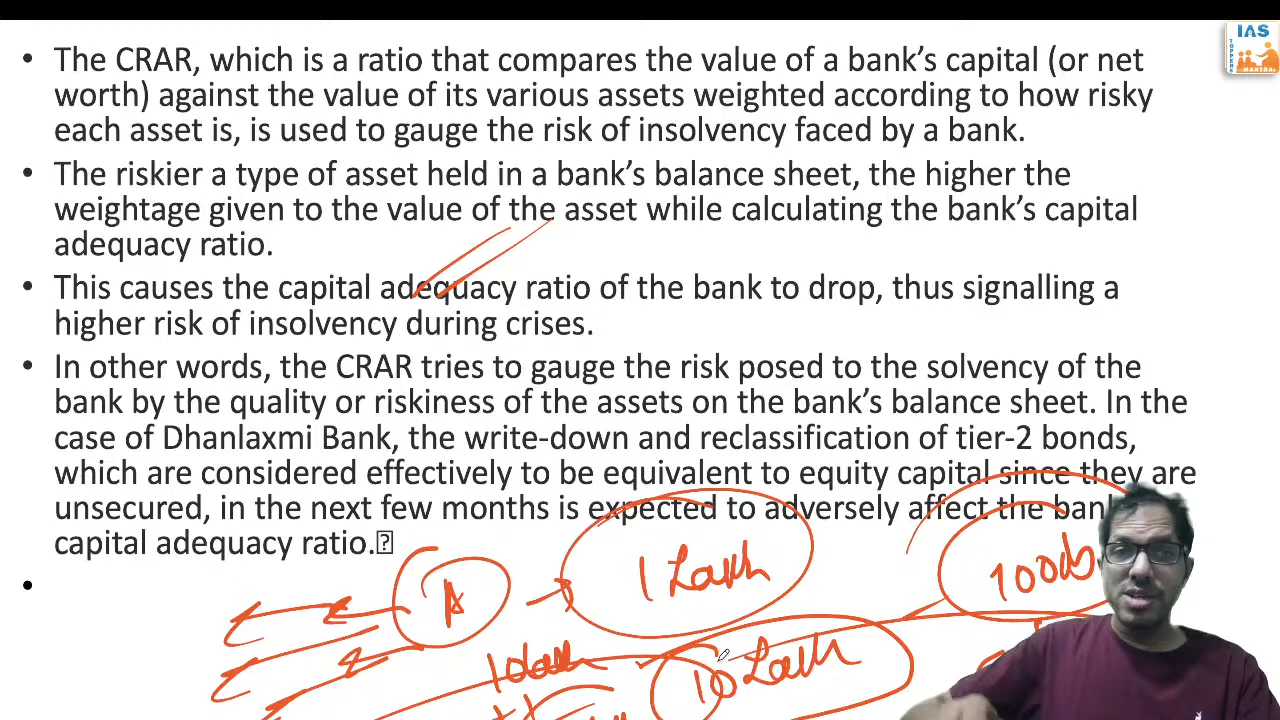 IAS
TOPPERS
MANTRA
• The CRAR, which is a ratio that compares the value of a bank’s capital (or net
worth) against the value of its various assets weighted according to how risky
each asset is, is used to gauge the risk of insolvency faced by a bank.
• The riskier a type of asset held in a bank’s balance sheet, the higher the
weightage given to the value of the asset while calculating the bank’s capital
adequacy ratio.
• This causes the capital adequacy ratio of the bank to drop, thus signalling a
higher risk of insolvency during crises.
• In other words, the CRAR tries to gauge the risk posed to the solvency of the
bank by the quality or riskiness of the assets on the bank’s balance sheet. In the
case of Dhanlaxmi Bank, the write-down and reclassification of tier-2 bonds,
which are considered effectively to be equivalent to equity capital since they are
unsecured, in the next few months is expected to adversely affect the bank
capital adequacy ratio.
•
A
1 Lakh
10 Lakh